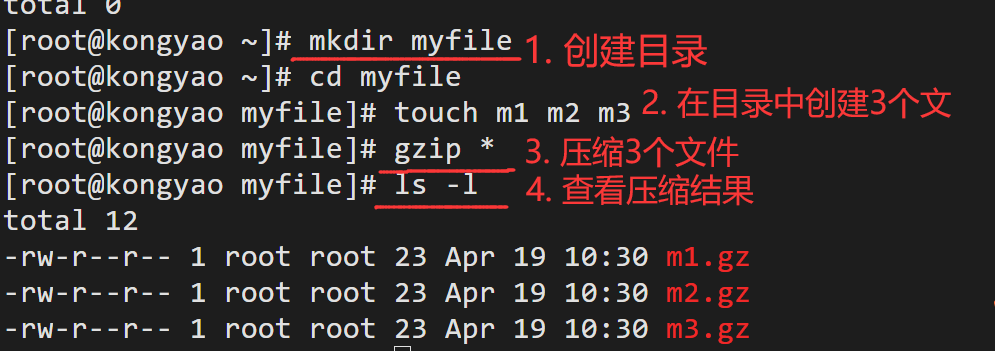 total 0
[root@kongyao ~]# mkdir myfile 1. 创建目录
[root@kongyao ~]# cd myfile
[root@kongyao myfile]# touch m1 m2 m3 2. 在目录中创建3个文
[root@kongyao myfile]# gzip * 3. 压缩3个文件
[root@kongyao myfile]# ls -l 4. 查看压缩结果
total 12
-rw-r--r-- 1 root root 23 Apr 19 10:30 m1.gz
-rw-r--r-- 1 root root 23 Apr 19 10:30 m2.gz
-rw-r--r-- 1 root root 23 Apr 19 10:30 m3.gz